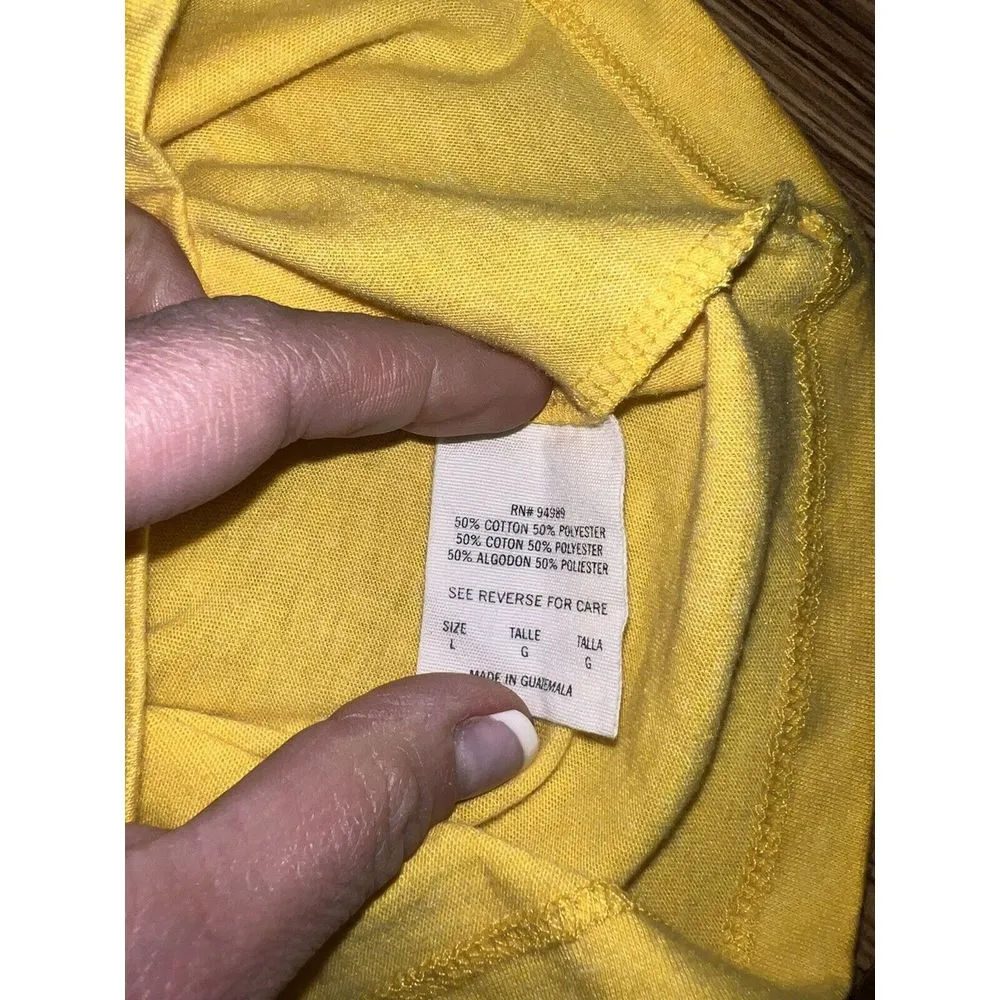 RN# 94989
50% COTTON 50% POLYESTER
50% COTON 50% POLYESTER
50% ALGODON 50% POLIESTER
SEE REVERSE FOR CARE
SIZE TALLE TALLA
L G G
MADE IN GUATEMALA